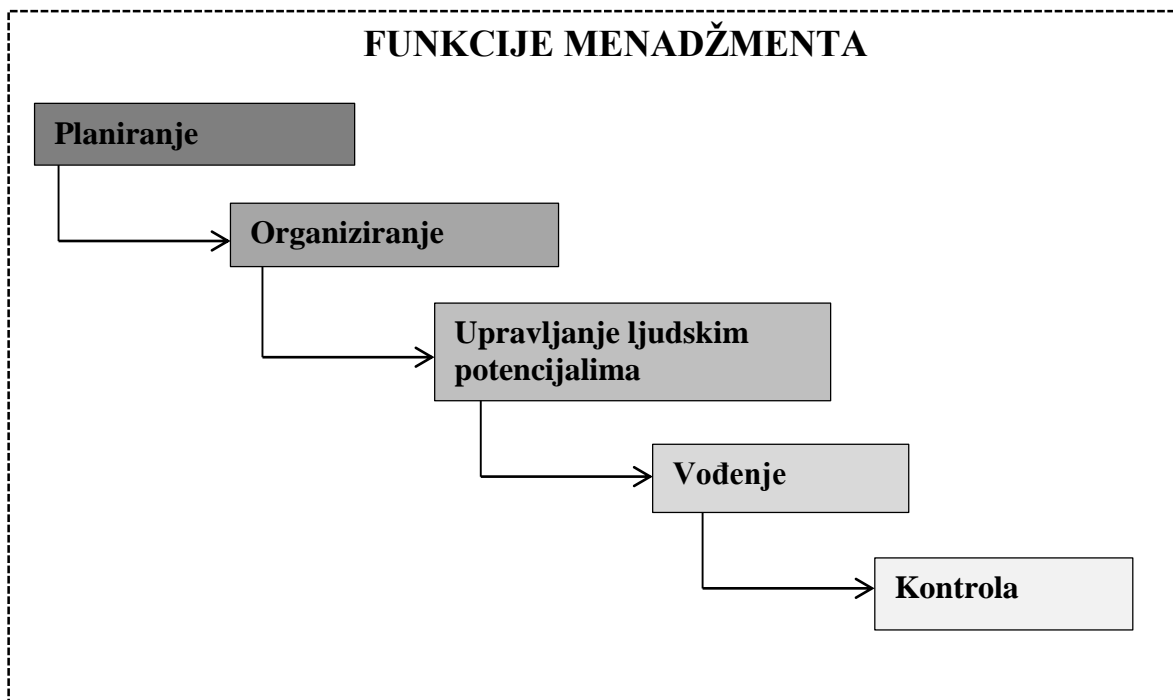 FUNKCIJE MENADŽMENTA
Planiranje
Organiziranje
Upravljanje ljudskim
potencijalima
Vođenje
Kontrola